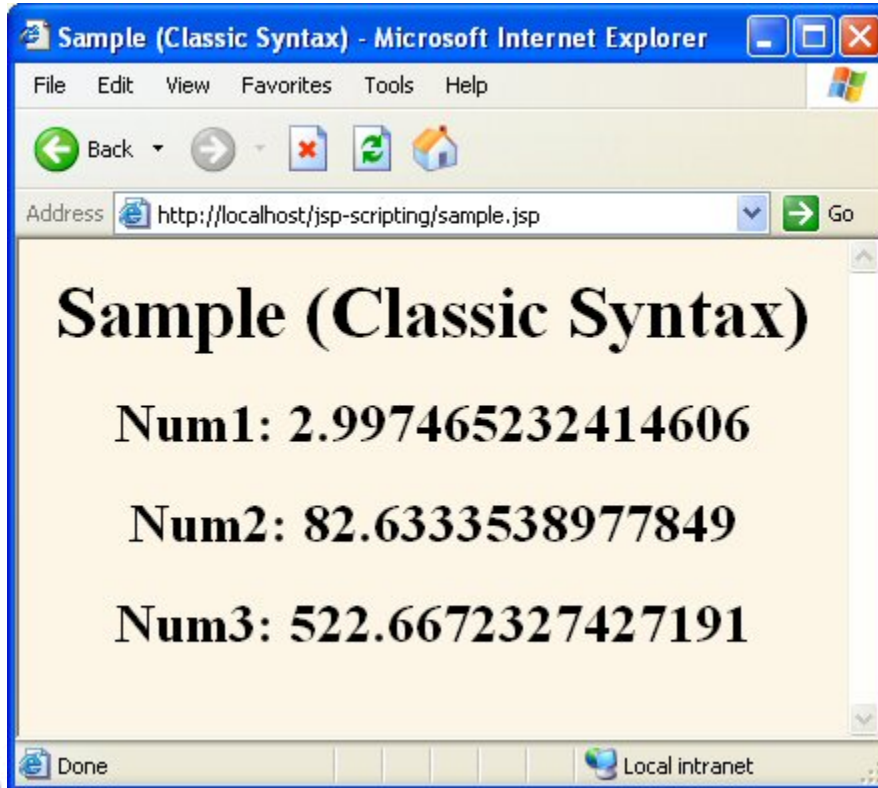 Sample (Classic Syntax) - Microsoft Internet Explorer
File Edit View Favorites Tools Help
Back
Address http://localhost/jsp-scripting/sample.jsp Go
Sample (Classic Syntax)
Num1: 2.997465232414606
Num2: 82.6333538977849
Num3: 522.6672327427191
Done Local intranet